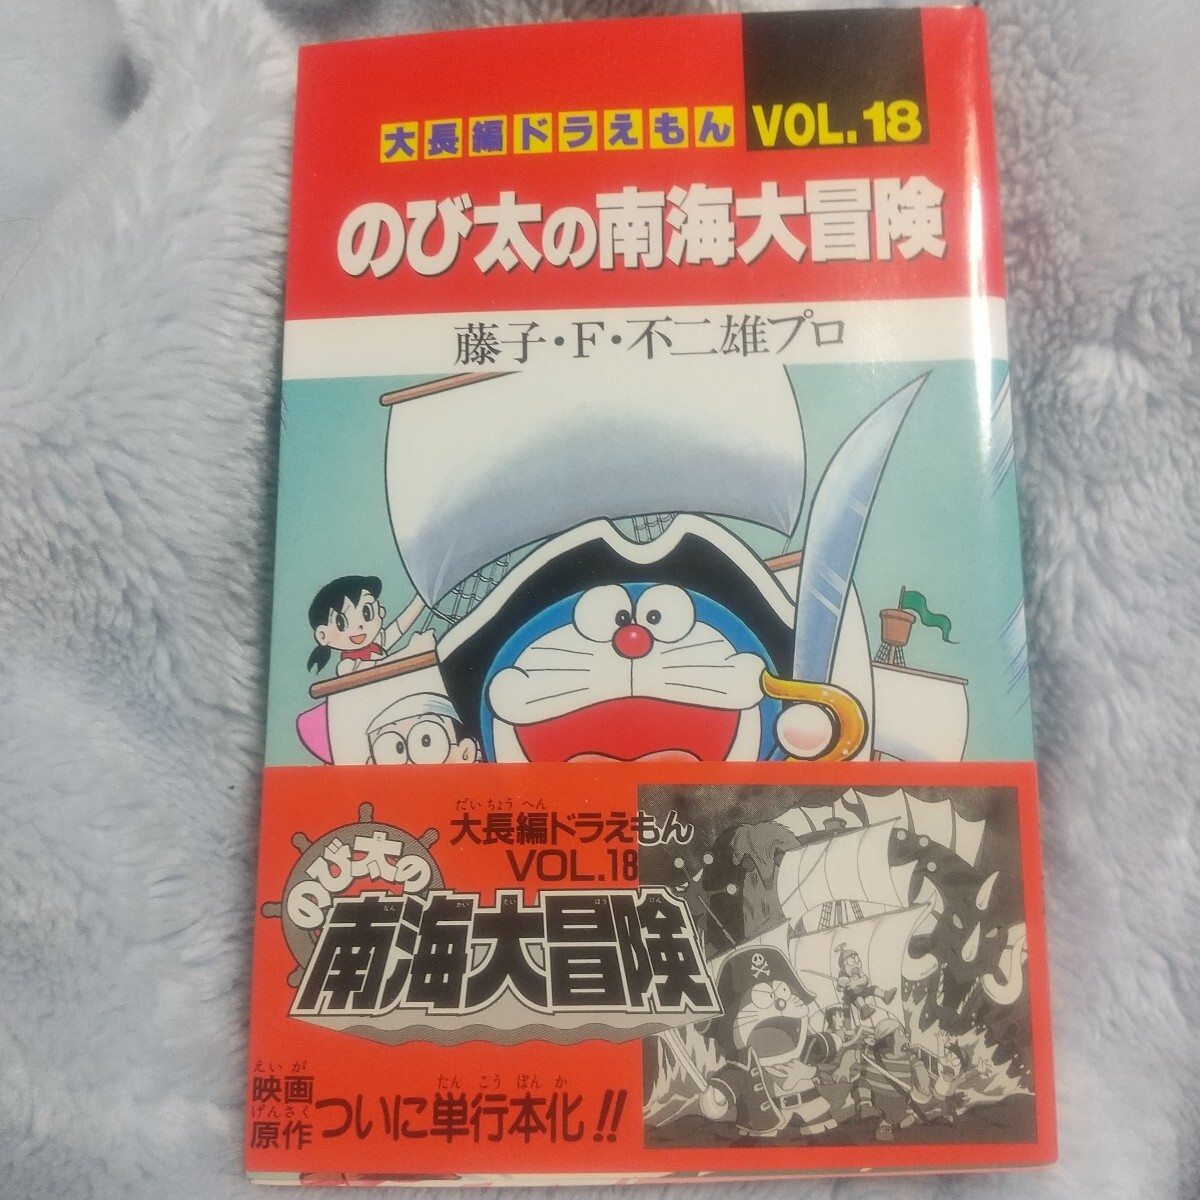 大長編ドラえもん VOL.18
のび太の南海大冒険
藤子・F・不二雄プロ
だいちょうへん
大長編ドラえもん
VOL.18
のび太の
なんかいだいぼうけん
南海大冒険
えいが
映画
げんさく
原作
たんこうぼんか
ついに単行本化!!